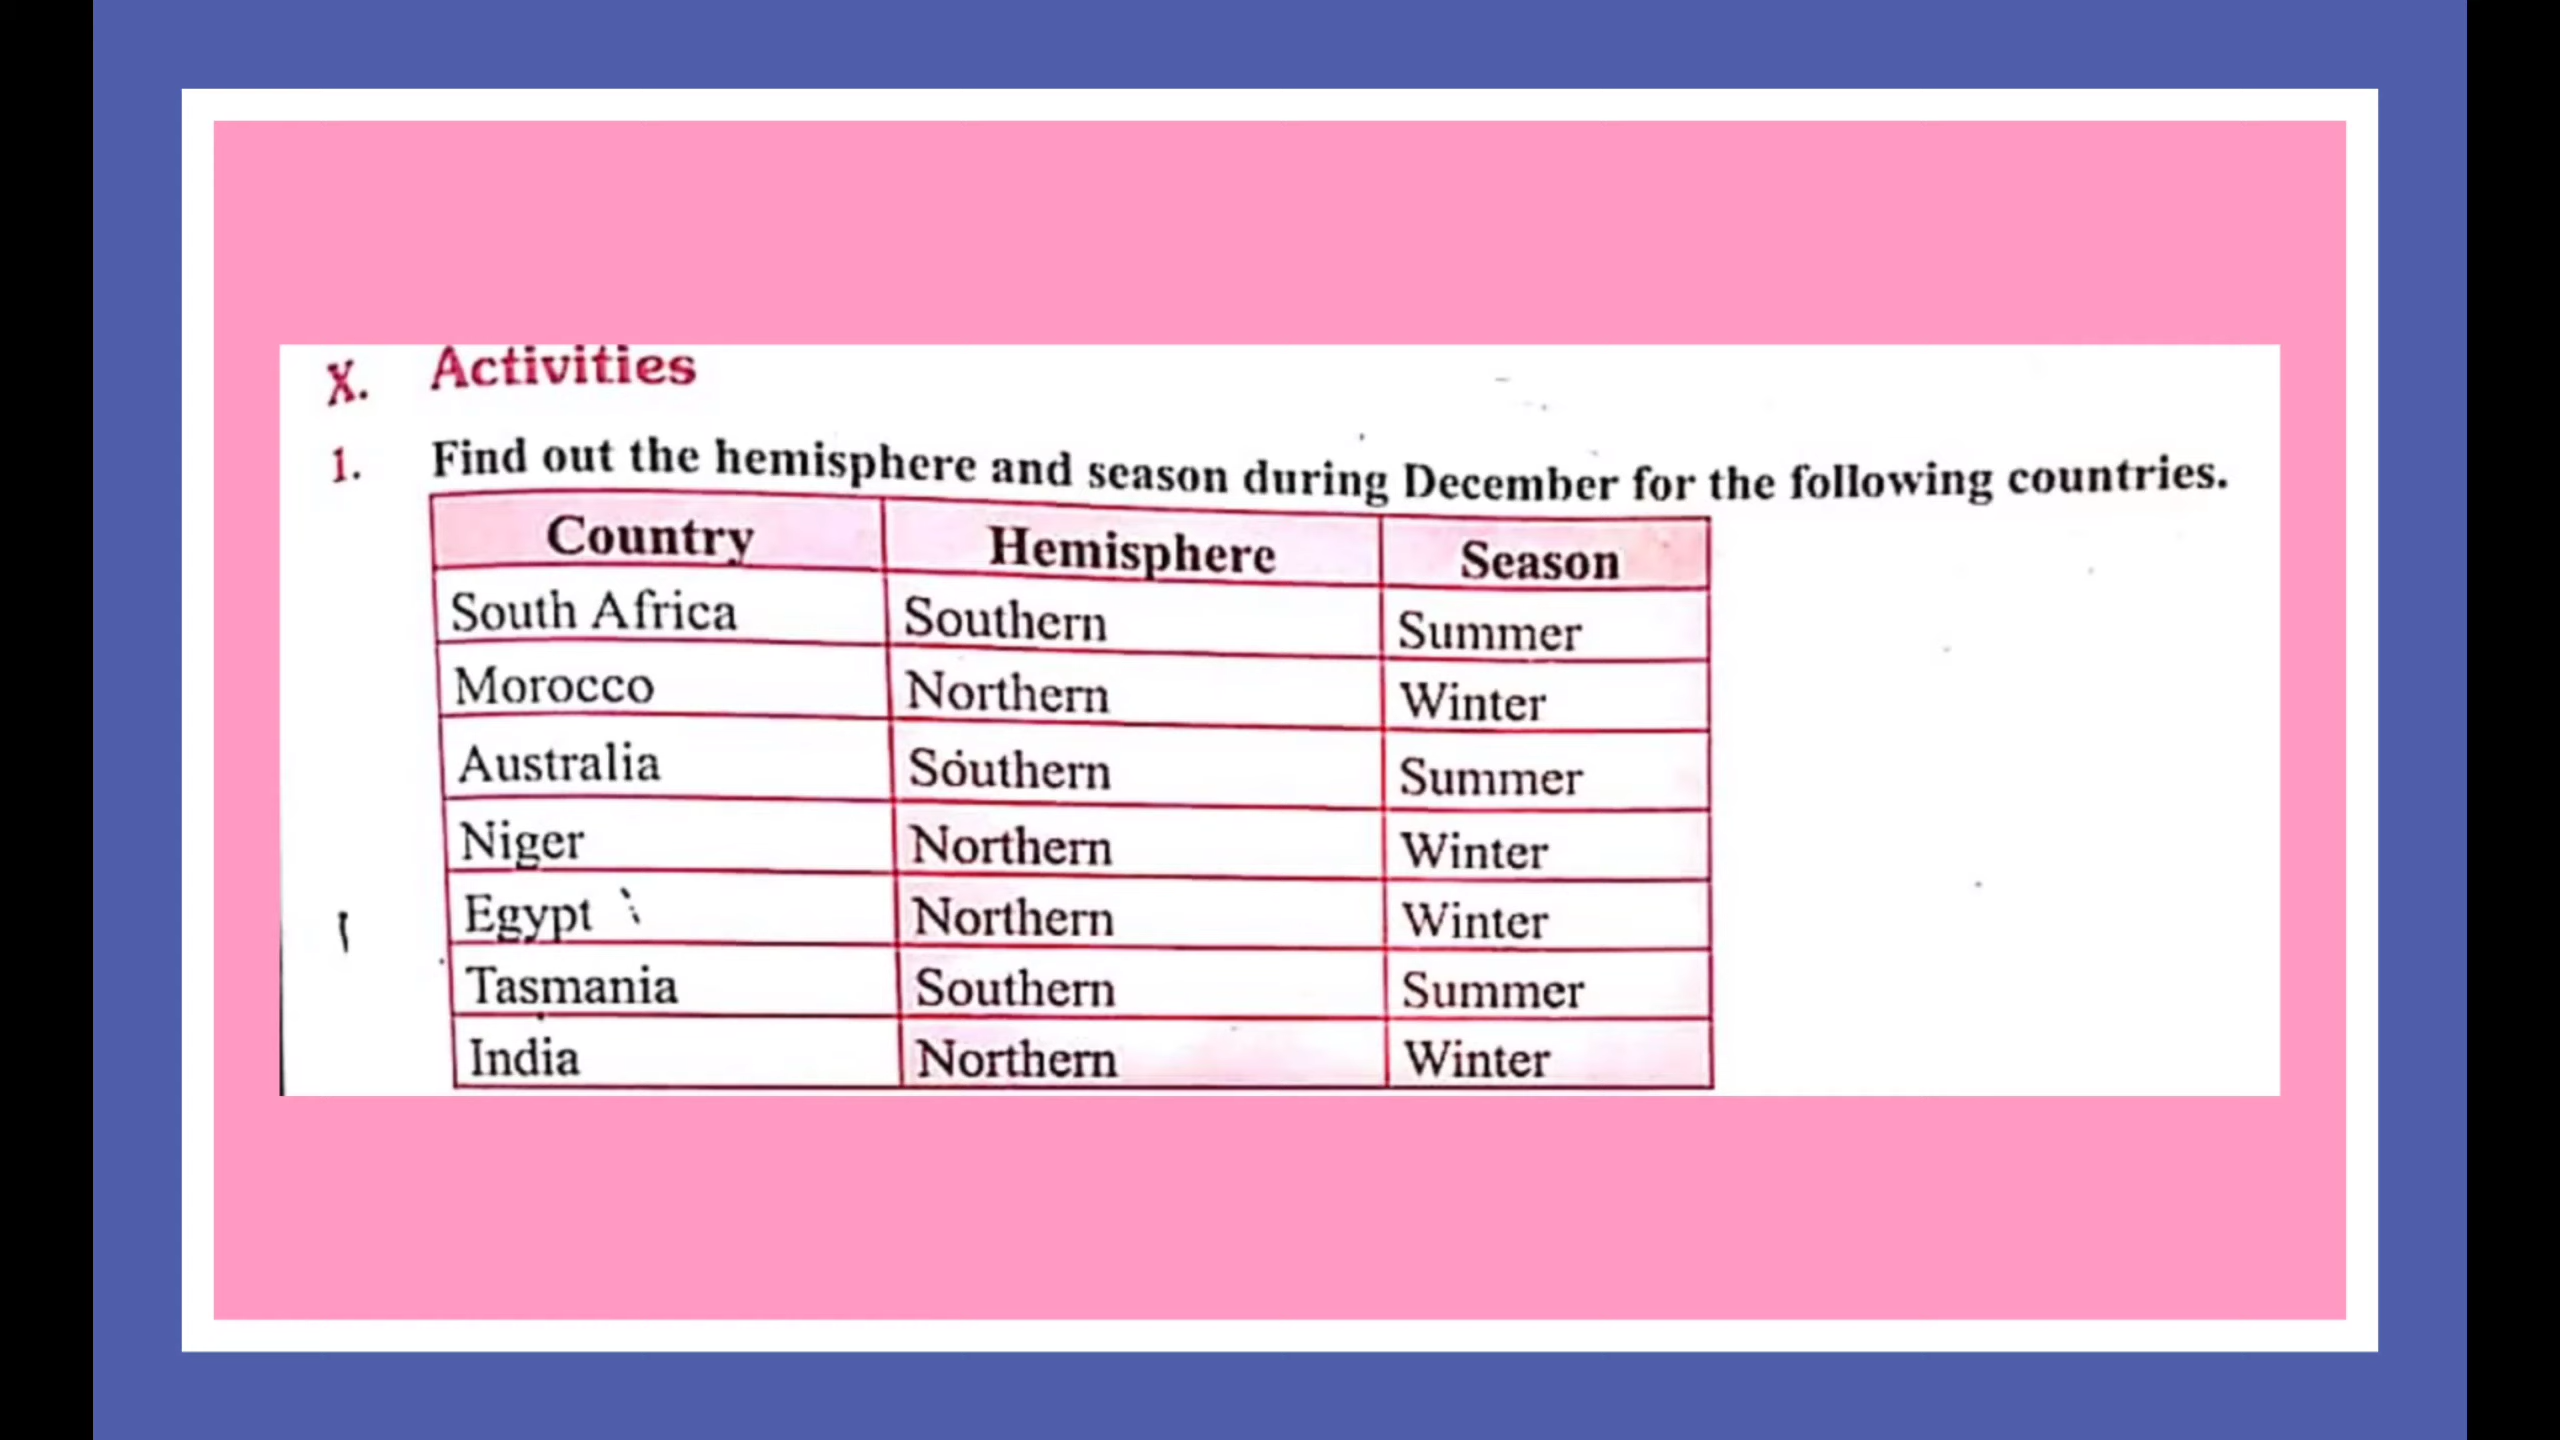 X. Activities
1. Find out the hemisphere and season during December for the following countries.
Country Hemisphere Season
South Africa Southern Summer
Morocco Northern Winter
Australia Southern Summer
Niger Northern Winter
Egypt Northern Winter
Tasmania Southern Summer
India Northern Winter